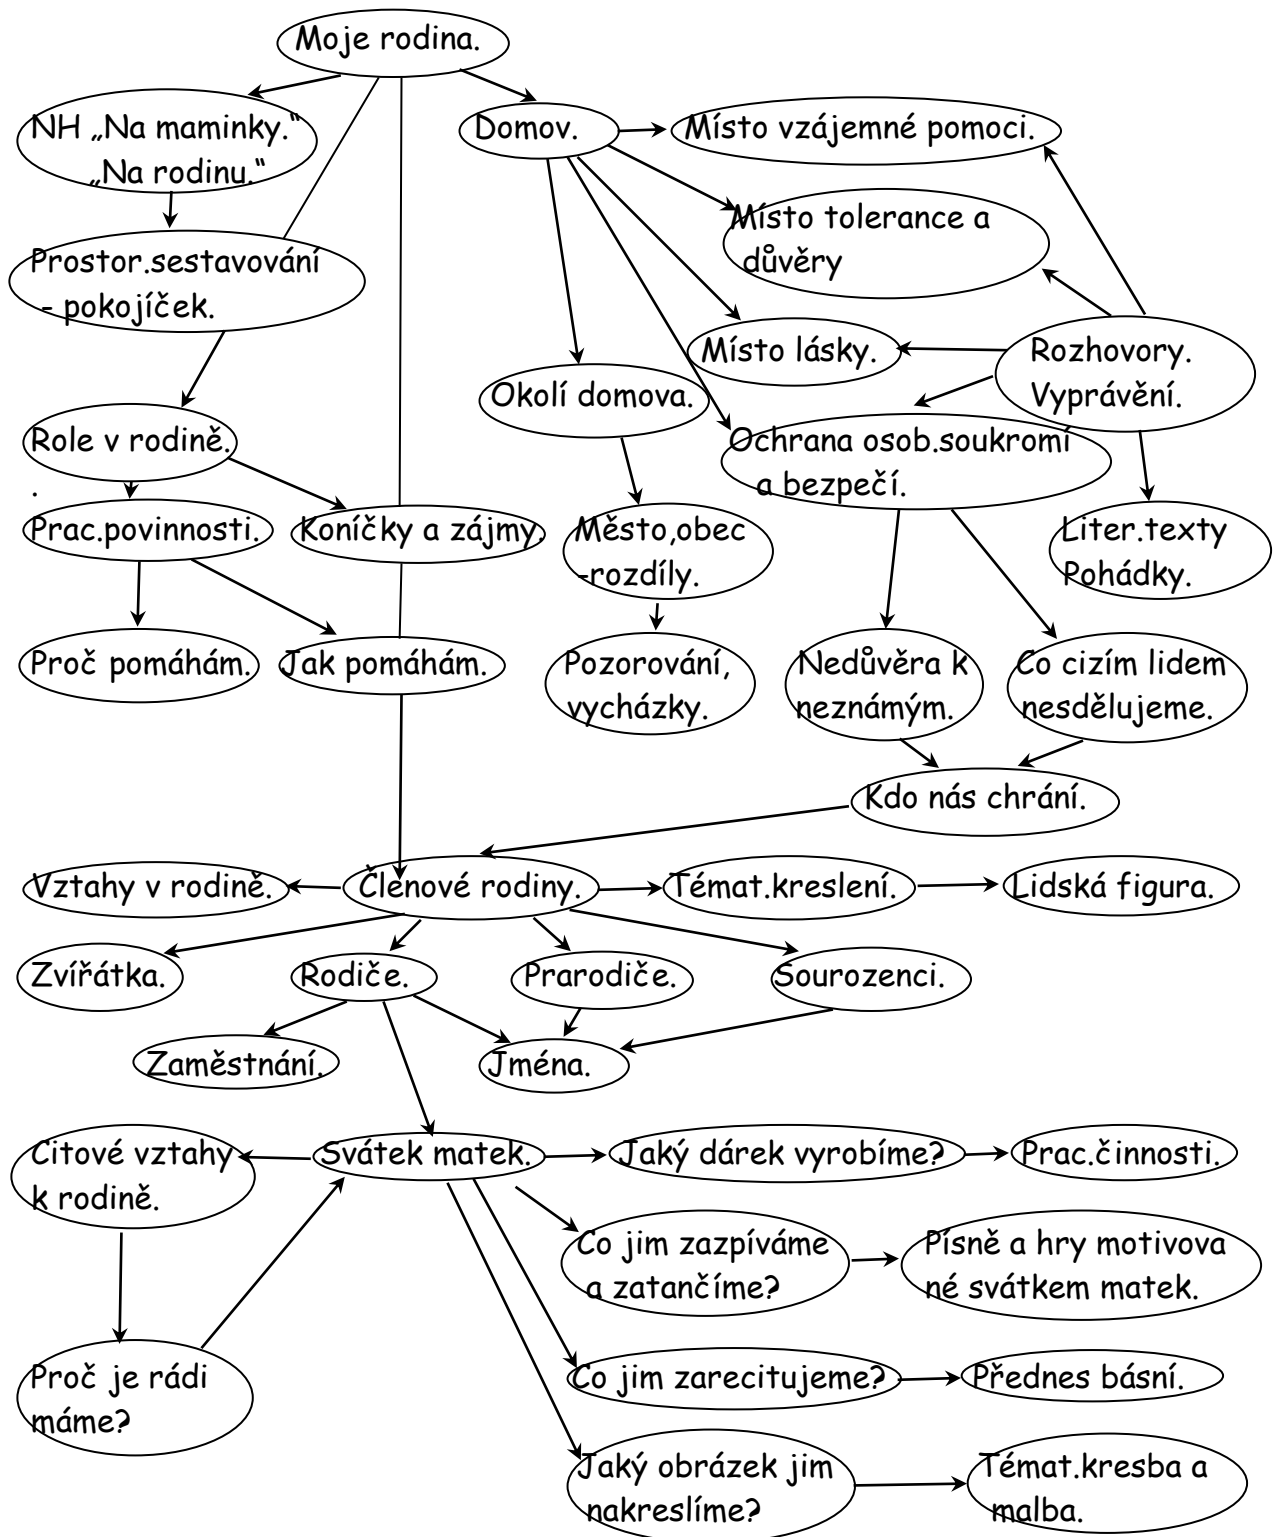 Moje rodina.
NH „Na maminky.“
„Na rodinu.“
Domov.
Místo vzájemné pomoci.
Místo tolerance a
důvěry
Prostor.sestavování
- pokojíček.
Místo lásky.
Rozhovory.
Vyprávění.
Okolí domova.
Role v rodině.
.
Ochrana osob.soukromí
a bezpečí.
Prac.povinnosti.
Koníčky a zájmy.
Město,obec
-rozdíly.
Liter.texty
Pohádky.
Proč pomáhám.
Jak pomáhám.
Pozorování,
vycházky.
Nedůvěra k
neznámým.
Co cizím lidem
nesdělujeme.
Kdo nás chrání.
Vztahy v rodině.
Členové rodiny.
Témat.kreslení.
Lidská figura.
Zvířátka.
Rodiče.
Prarodiče.
Sourozenci.
Zaměstnání.
Jména.
Citové vztahy
k rodině.
Svátek matek.
Jaký dárek vyrobíme?
Prac.činnosti.
Co jim zazpíváme
a zatančíme?
Písně a hry motivova
né svátkem matek.
Proč je rádi
máme?
Co jim zarecitujeme?
Přednes básní.
Jaký obrázek jim
nakreslíme?
Témat.kresba a
malba.